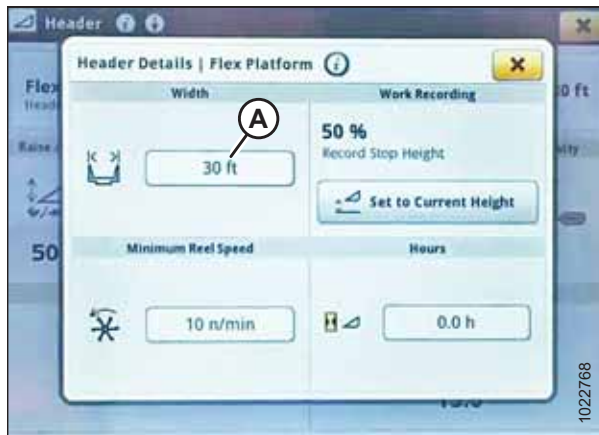 Header
Header Details | Flex Platform
Flex
0 ft
Width
Work Recording
A
50 %
Record Stop Height
30 ft
Set to Current Height
50
Minimum Reel Speed
Hours
10 n/min
0.0 h
1022768